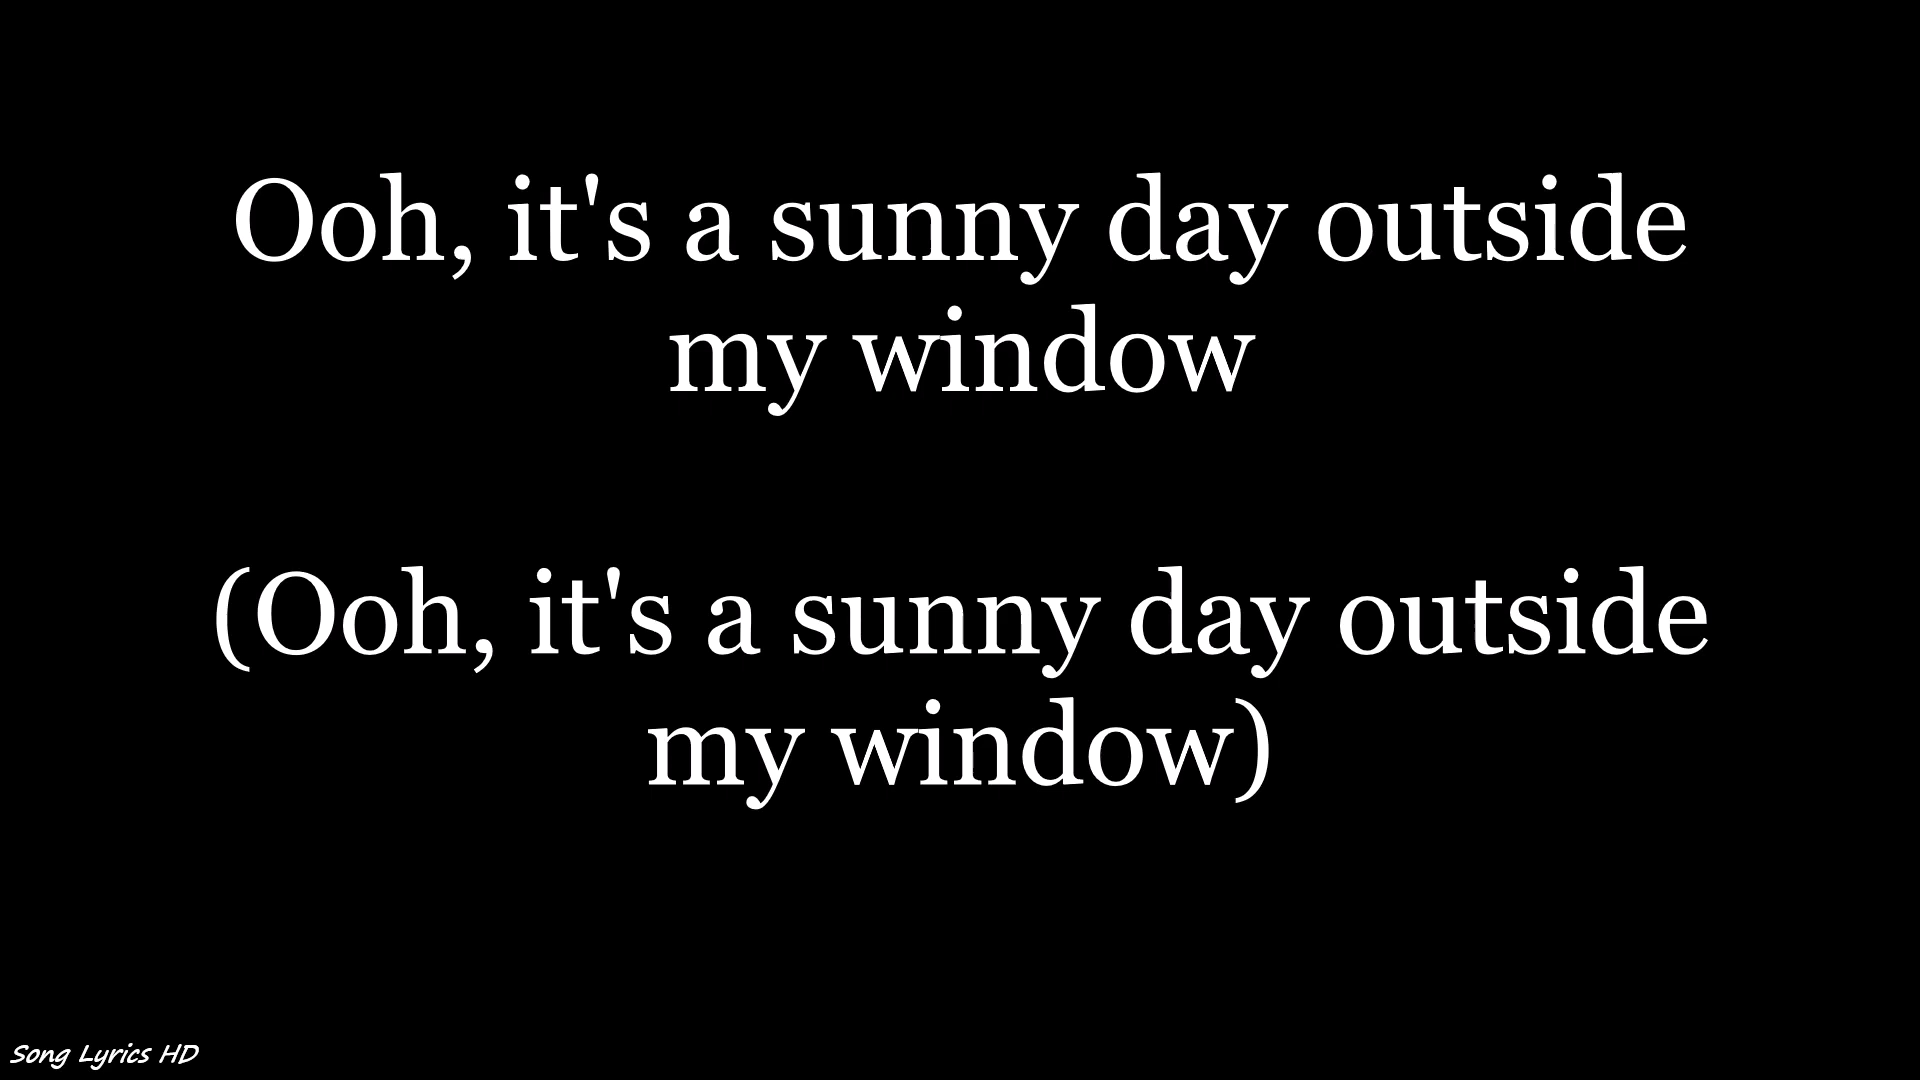 Ooh, it's a sunny day outside
my window
(Ooh, it's a sunny day outside
my window)
Song Lyrics HD